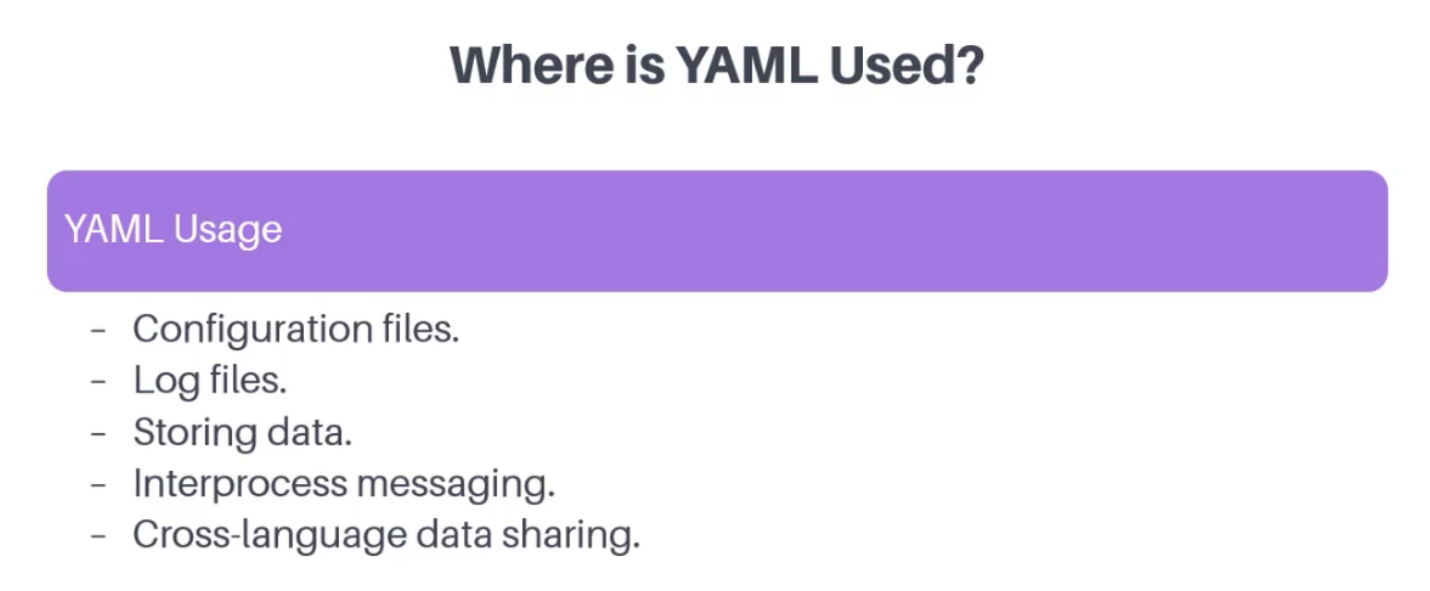 Where is YAML Used?
YAML Usage
– Configuration files.
– Log files.
– Storing data.
– Interprocess messaging.
– Cross-language data sharing.